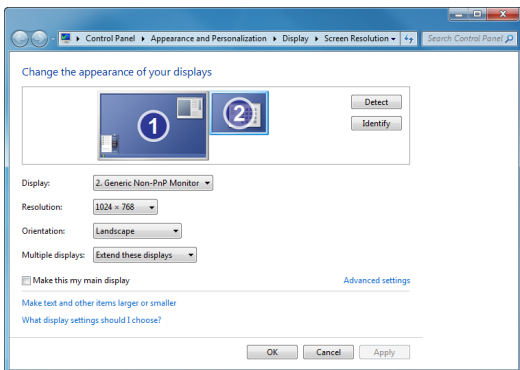 Control Panel ▸ Appearance and Personalization ▸ Display ▸ Screen Resolution
Search Control Panel
Change the appearance of your displays
1
2
Detect
Identify
Display: 2. Generic Non-PnP Monitor
Resolution: 1024 × 768
Orientation: Landscape
Multiple displays: Extend these displays
Make this my main display
Advanced settings
Make text and other items larger or smaller
What display settings should I choose?
OK Cancel Apply